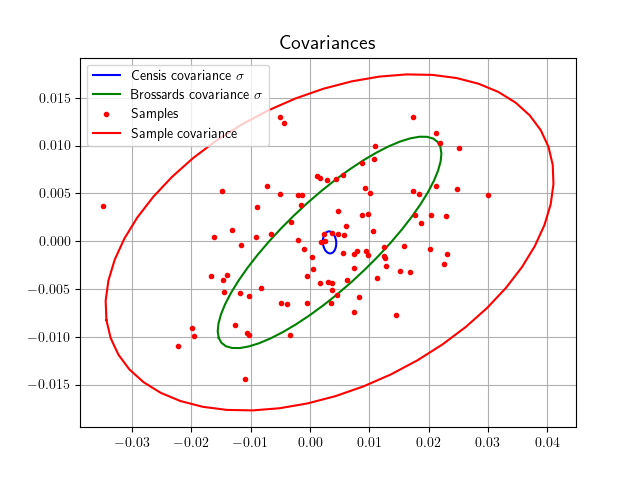 Covariances
Censis covariance σ
Brossards covariance σ
Samples
Sample covariance
0.015
0.010
0.005
0.000
−0.005
−0.010
−0.015
−0.03 −0.02 −0.01 0.00 0.01 0.02 0.03 0.04